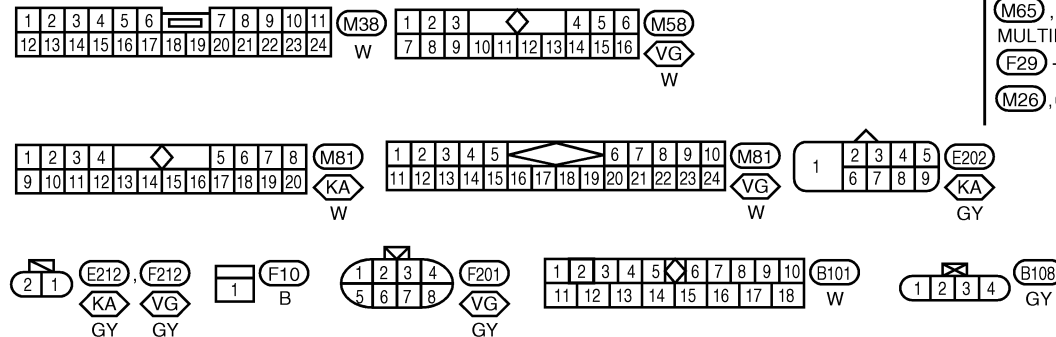 1 2 3 4 5 6 7 8 9 10 11 M38
12 13 14 15 16 17 18 19 20 21 22 23 24
W
1 2 3 4 5 6 M58
7 8 9 10 11 12 13 14 15 16
VG
W
M65 ,
MULTI
F29 -
M26 ,
1 2 3 4 5 6 7 8 M81
9 10 11 12 13 14 15 16 17 18 19 20
KA
W
1 2 3 4 5 6 7 8 9 10 M81
11 12 13 14 15 16 17 18 19 20 21 22 23 24
VG
W
1 2 3 4 5 E202
6 7 8 9
KA
GY
2 1 E212 , F212
KA VG
GY GY
1 F10
B
1 2 3 4 F201
5 6 7 8
VG
GY
1 2 3 4 5 6 7 8 9 10 B101
11 12 13 14 15 16 17 18
W
1 2 3 4 B108
GY